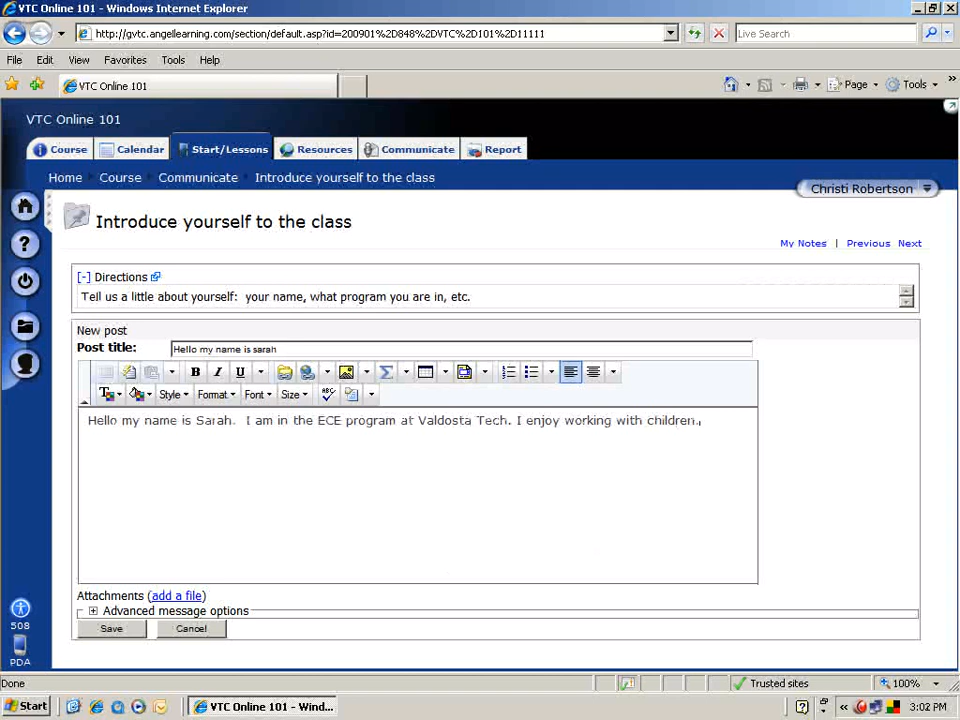 VTC Online 101 - Windows Internet Explorer
http://gvtc.angellearning.com/section/default.asp?id=200901%2D848%2DVTC%2D101%2D11111
Live Search
File Edit View Favorites Tools Help
VTC Online 101
Page Tools
VTC Online 101
Course Calendar Start/Lessons Resources Communicate Report
Home Course Communicate Introduce yourself to the class
Christi Robertson
Introduce yourself to the class
My Notes | Previous Next
[-] Directions
Tell us a little about yourself: your name, what program you are in, etc.
New post
Post title: Hello my name is sarah
B I U
Style Format Font Size
ABC
Hello my name is Sarah. I am in the ECE program at Valdosta Tech. I enjoy working with children.
Attachments (add a file)
Advanced message options
Save Cancel
508
PDA
Done Trusted sites 100%
Start VTC Online 101 - Wind... 3:02 PM